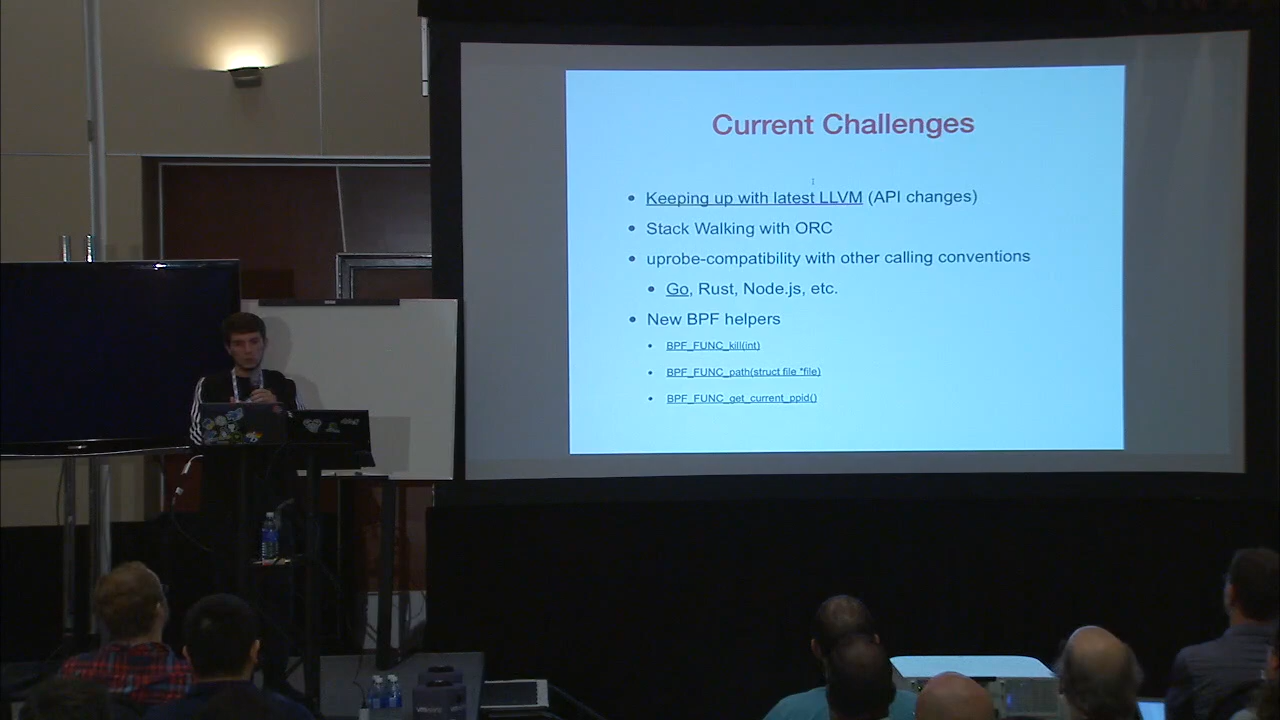 Current Challenges
• Keeping up with latest LLVM (API changes)
• Stack Walking with ORC
• uprobe-compatibility with other calling conventions
• Go, Rust, Node.js, etc.
• New BPF helpers
• BPF_FUNC_kill(int)
• BPF_FUNC_path(struct file *file)
• BPF_FUNC_get_current_ppid()